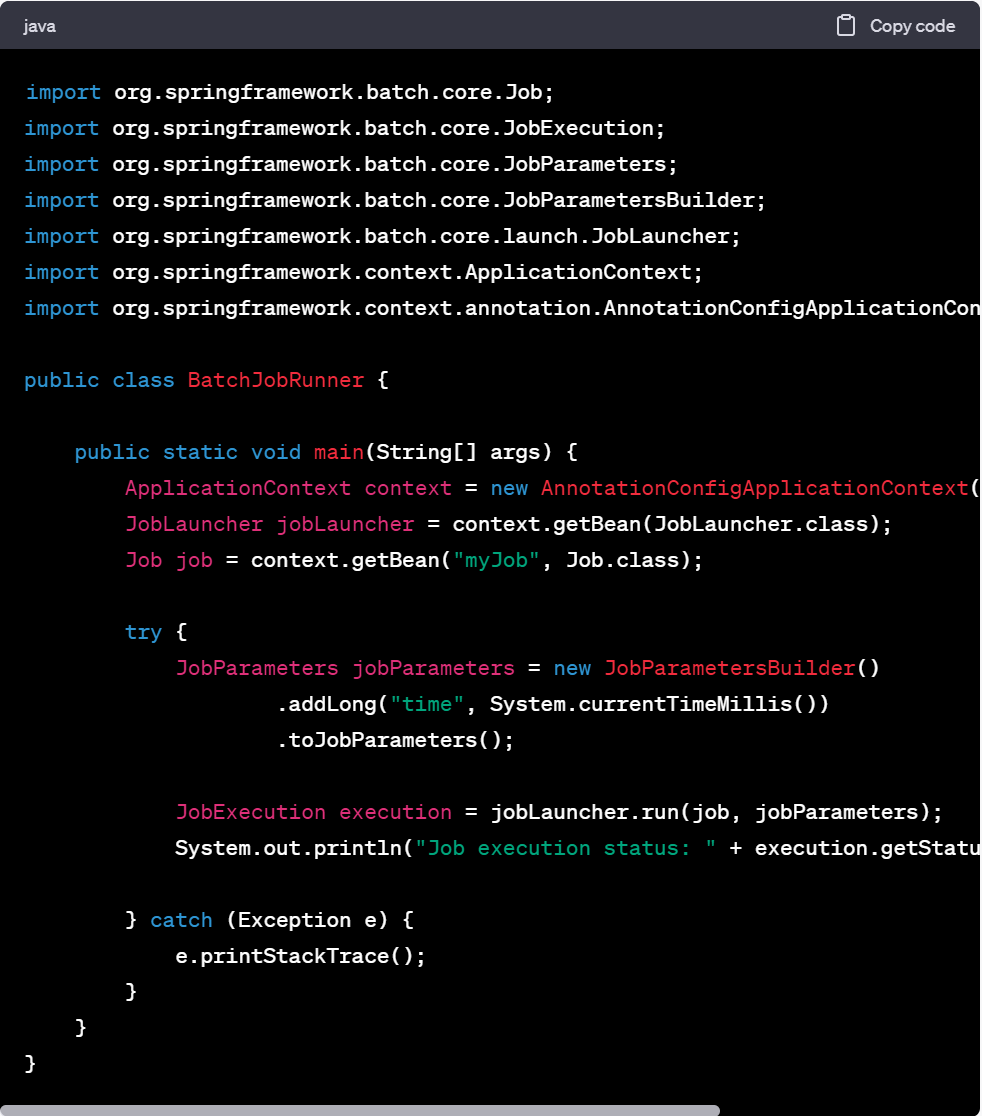 java
Copy code
import org.springframework.batch.core.Job;
import org.springframework.batch.core.JobExecution;
import org.springframework.batch.core.JobParameters;
import org.springframework.batch.core.JobParametersBuilder;
import org.springframework.batch.core.launch.JobLauncher;
import org.springframework.context.ApplicationContext;
import org.springframework.context.annotation.AnnotationConfigApplicationCon
public class BatchJobRunner {
    public static void main(String[] args) {
        ApplicationContext context = new AnnotationConfigApplicationContext(
        JobLauncher jobLauncher = context.getBean(JobLauncher.class);
        Job job = context.getBean("myJob", Job.class);
        try {
            JobParameters jobParameters = new JobParametersBuilder()
                    .addLong("time", System.currentTimeMillis())
                    .toJobParameters();
            JobExecution execution = jobLauncher.run(job, jobParameters);
            System.out.println("Job execution status: " + execution.getStatu
        } catch (Exception e) {
            e.printStackTrace();
        }
    }
}